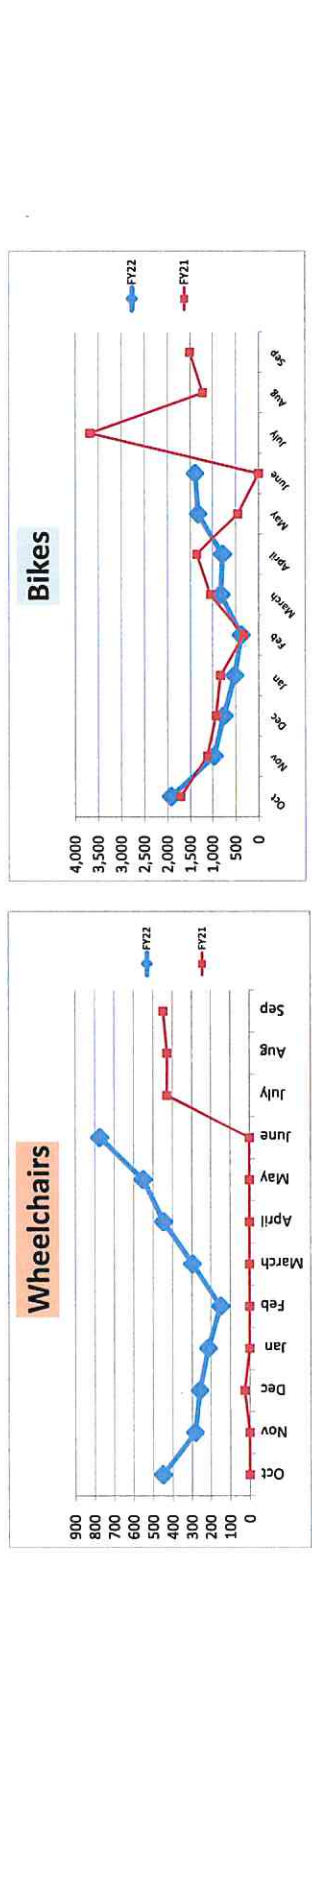 Wheelchairs
900
800
700
600
500
400
300
200
100
0
Oct
Nov
Dec
Jan
Feb
March
April
May
June
July
Aug
Sep
FY22
FY21
Bikes
4,000
3,500
3,000
2,500
2,000
1,500
1,000
500
0
Oct
Nov
Dec
Jan
Feb
March
April
May
June
July
Aug
Sep
FY22
FY21